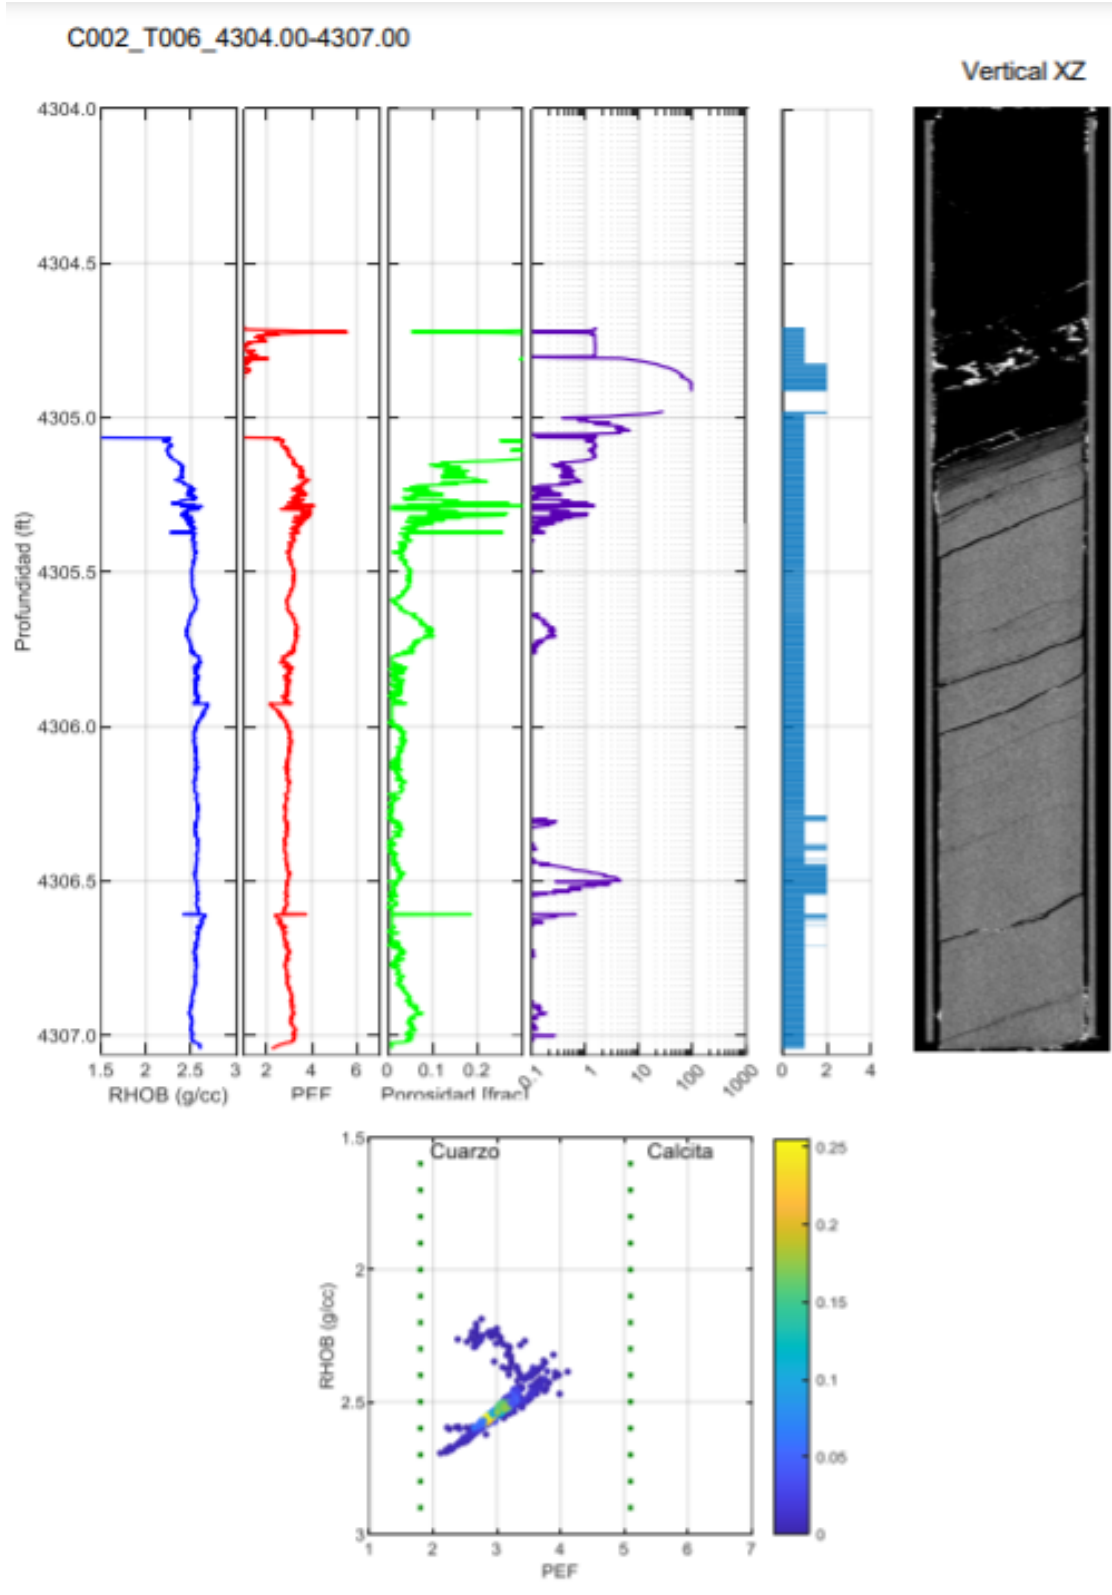 C002_T006_4304.00-4307.00
Vertical XZ
4304.0
4304.5
4305.0
4305.5
4306.0
4306.5
4307.0
Profundidad (ft)
1.5 2 2.5 3 2 4 6 0 0.1 0.2 0.1 1 10 100 1000 0 2 4
RHOB (g/cc) PEF Porosidad [frac]
Cuarzo Calcita
1.5
2
2.5
3
RHOB (g/cc)
1 2 3 4 5 6 7
PEF
0.25
0.2
0.15
0.1
0.05
0